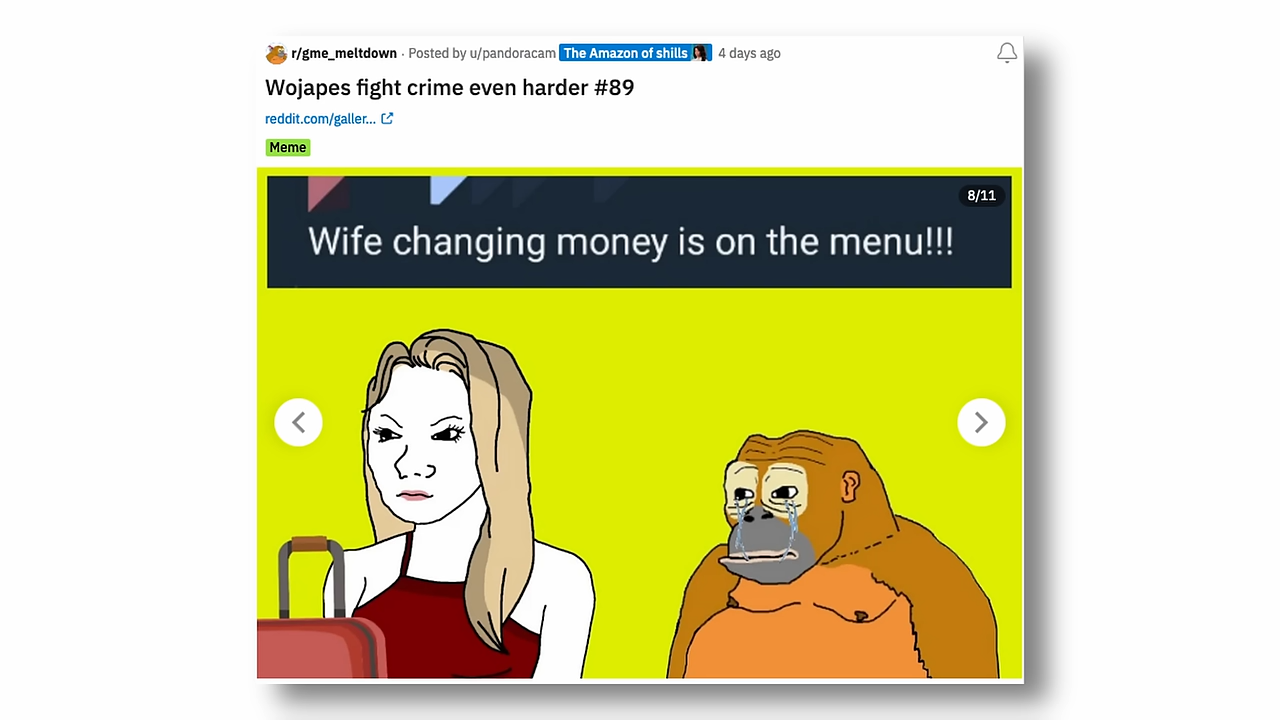 r/gme_meltdown · Posted by u/pandoracam The Amazon of shills 4 days ago
Wojapes fight crime even harder #89
reddit.com/galler...
Meme
8/11
Wife changing money is on the menu!!!